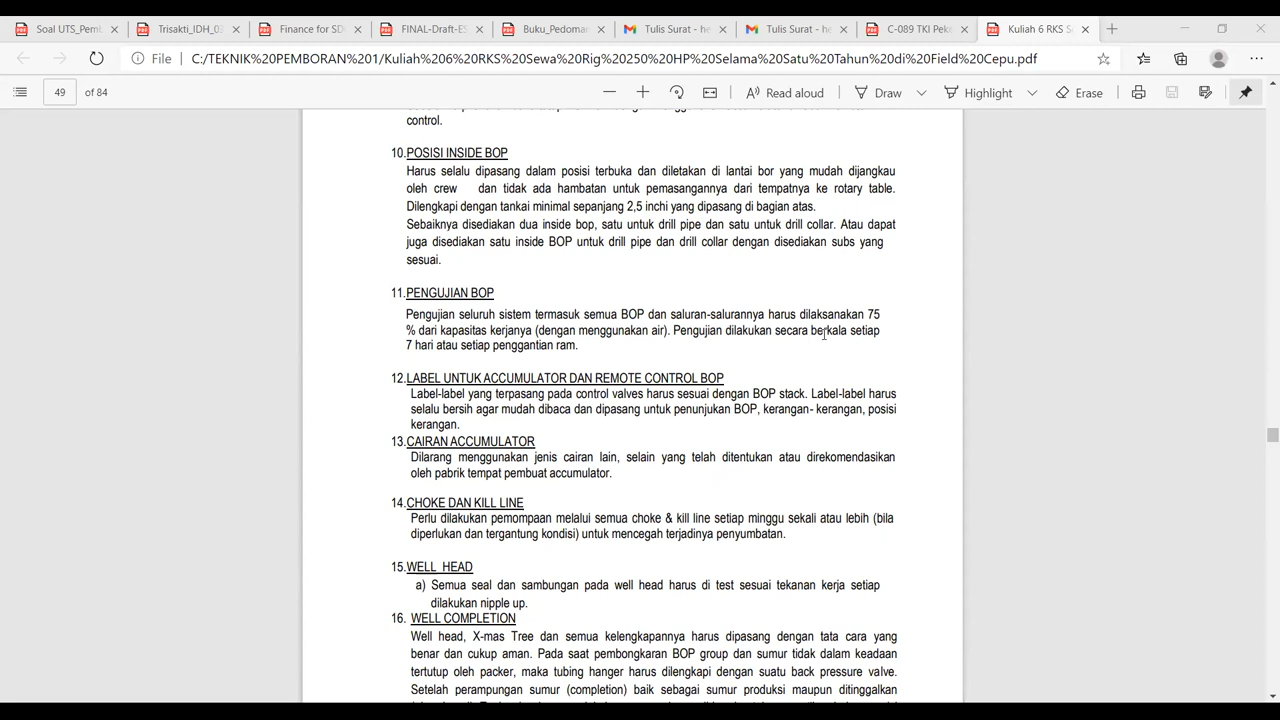 Soal UTS_Pemb
Trisakti_IDH_03
Finance for SD
FINAL-Draft-ES
Buku_Pedoman
Tulis Surat - he
Tulis Surat - he
C-089 TKI Peke
Kuliah 6 RKS S
File
C:/TEKNIK%20PEMBORAN%201/Kuliah%206%20RKS%20Sewa%20Rig%20250%20HP%20Selama%20Satu%20Tahun%20di%20Field%20Cepu.pdf
49 of 84
Read aloud
Draw
Highlight
Erase
control.
10.POSISI INSIDE BOP
Harus selalu dipasang dalam posisi terbuka dan diletakan di lantai bor yang mudah dijangkau
oleh crew dan tidak ada hambatan untuk pemasangannya dari tempatnya ke rotary table.
Dilengkapi dengan tankai minimal sepanjang 2,5 inchi yang dipasang di bagian atas.
Sebaiknya disediakan dua inside bop, satu untuk drill pipe dan satu untuk drill collar. Atau dapat
juga disediakan satu inside BOP untuk drill pipe dan drill collar dengan disediakan subs yang
sesuai.
11.PENGUJIAN BOP
Pengujian seluruh sistem termasuk semua BOP dan saluran-salurannya harus dilaksanakan 75
% dari kapasitas kerjanya (dengan menggunakan air). Pengujian dilakukan secara berkala setiap
7 hari atau setiap penggantian ram.
12.LABEL UNTUK ACCUMULATOR DAN REMOTE CONTROL BOP
Label-label yang terpasang pada control valves harus sesuai dengan BOP stack. Label-label harus
selalu bersih agar mudah dibaca dan dipasang untuk penunjukan BOP, kerangan- kerangan, posisi
kerangan.
13.CAIRAN ACCUMULATOR
Dilarang menggunakan jenis cairan lain, selain yang telah ditentukan atau direkomendasikan
oleh pabrik tempat pembuat accumulator.
14.CHOKE DAN KILL LINE
Perlu dilakukan pemompaan melalui semua choke & kill line setiap minggu sekali atau lebih (bila
diperlukan dan tergantung kondisi) untuk mencegah terjadinya penyumbatan.
15.WELL HEAD
a) Semua seal dan sambungan pada well head harus di test sesuai tekanan kerja setiap
dilakukan nipple up.
16. WELL COMPLETION
Well head, X-mas Tree dan semua kelengkapannya harus dipasang dengan tata cara yang
benar dan cukup aman. Pada saat pembongkaran BOP group dan sumur tidak dalam keadaan
tertutup oleh packer, maka tubing hanger harus dilengkapi dengan suatu back pressure valve.
Setelah perampungan sumur (completion) baik sebagai sumur produksi maupun ditinggalkan